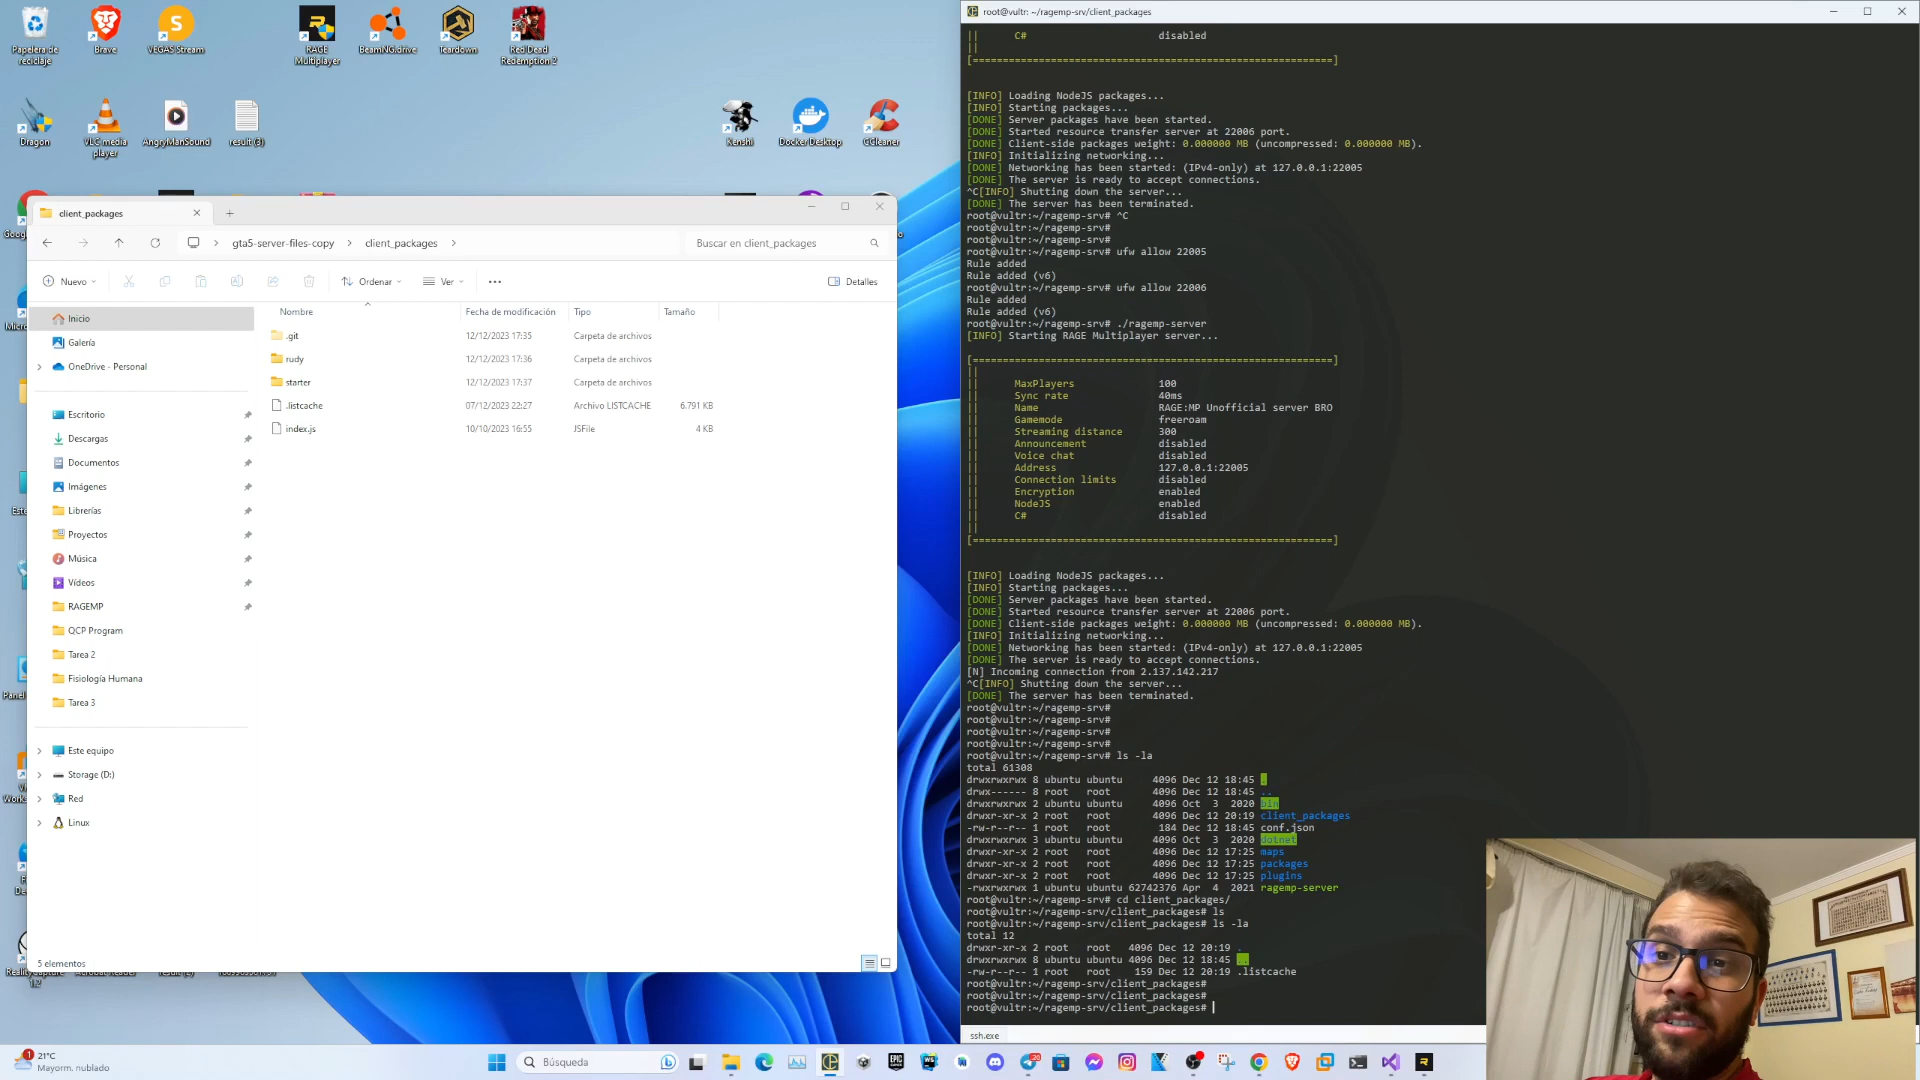 Papelera de
reciclaje
Brave
VEGAS Stream
RAGE
Multiplayer
BeamNG.drive
Teardown
Red Dead
Redemption 2
Dragon
VLC media
player
AngryManSound
result (3)
Kenshi
Docker Desktop
CCleaner
client_packages
gta5-server-files-copy
client_packages
Buscar en client_packages
Nuevo
Ordenar
Ver
Detalles
Inicio
Galería
OneDrive - Personal
Escritorio
Descargas
Documentos
Imágenes
Librerías
Proyectos
Música
Vídeos
RAGEMP
QCP Program
Tarea 2
Fisiología Humana
Tarea 3
Este equipo
Storage (D:)
Red
Linux
Nombre Fecha de modificación Tipo Tamaño
.git 12/12/2023 17:35 Carpeta de archivos
rudy 12/12/2023 17:36 Carpeta de archivos
starter 12/12/2023 17:37 Carpeta de archivos
.listcache 07/12/2023 22:27 Archivo LISTCACHE 6.791 KB
index.js 10/10/2023 16:55 JSFile 4 KB
5 elementos
21°C
Mayorm. nublado
Búsqueda
root@vultr: ~/ragemp-srv/client_packages
|| C# disabled
||
[=============================================================]
[INFO] Loading NodeJS packages...
[INFO] Starting packages...
[DONE] Server packages have been started.
[DONE] Started resource transfer server at 22006 port.
[DONE] Client-side packages weight: 0.000000 MB (uncompressed: 0.000000 MB).
[INFO] Initializing networking...
[DONE] Networking has been started: (IPv4-only) at 127.0.0.1:22005
[DONE] The server is ready to accept connections.
^C[INFO] Shutting down the server...
[DONE] The server has been terminated.
root@vultr:~/ragemp-srv# ^C
root@vultr:~/ragemp-srv#
root@vultr:~/ragemp-srv#
root@vultr:~/ragemp-srv# ufw allow 22005
Rule added
Rule added (v6)
root@vultr:~/ragemp-srv# ufw allow 22006
Rule added
Rule added (v6)
root@vultr:~/ragemp-srv# ./ragemp-server
[INFO] Starting RAGE Multiplayer server...
[=============================================================]
||
|| MaxPlayers 100
|| Sync rate 40ms
|| Name RAGE:MP Unofficial server BRO
|| Gamemode freeroam
|| Streaming distance 300
|| Announcement disabled
|| Voice chat disabled
|| Address 127.0.0.1:22005
|| Connection limits disabled
|| Encryption enabled
|| NodeJS enabled
|| C# disabled
||
[=============================================================]
[INFO] Loading NodeJS packages...
[INFO] Starting packages...
[DONE] Server packages have been started.
[DONE] Started resource transfer server at 22006 port.
[DONE] Client-side packages weight: 0.000000 MB (uncompressed: 0.000000 MB).
[INFO] Initializing networking...
[DONE] Networking has been started: (IPv4-only) at 127.0.0.1:22005
[DONE] The server is ready to accept connections.
[N] Incoming connection from 2.137.142.217
^C[INFO] Shutting down the server...
[DONE] The server has been terminated.
root@vultr:~/ragemp-srv#
root@vultr:~/ragemp-srv#
root@vultr:~/ragemp-srv#
root@vultr:~/ragemp-srv#
root@vultr:~/ragemp-srv# ls -la
total 61308
drwxrwxrwx 8 ubuntu ubuntu 4096 Dec 12 18:45 .
drwx------ 8 root root 4096 Dec 12 18:45 ..
drwxrwxrwx 2 ubuntu ubuntu 4096 Oct 3 2020 bin
drwxr-xr-x 2 root root 4096 Dec 12 20:19 client_packages
-rw-r--r-- 1 root root 184 Dec 12 18:45 conf.json
drwxrwxrwx 3 ubuntu ubuntu 4096 Oct 3 2020 dotnet
drwxr-xr-x 2 root root 4096 Dec 12 17:25 maps
drwxr-xr-x 2 root root 4096 Dec 12 17:25 packages
drwxr-xr-x 2 root root 4096 Dec 12 17:25 plugins
-rwxrwxrwx 1 ubuntu ubuntu 62742376 Apr 4 2021 ragemp-server
root@vultr:~/ragemp-srv# cd client_packages/
root@vultr:~/ragemp-srv/client_packages# ls
root@vultr:~/ragemp-srv/client_packages# ls -la
total 12
drwxr-xr-x 2 root root 4096 Dec 12 20:19 .
drwxrwxrwx 8 ubuntu ubuntu 4096 Dec 12 18:45 ..
-rw-r--r-- 1 root root 159 Dec 12 20:19 .listcache
root@vultr:~/ragemp-srv/client_packages#
root@vultr:~/ragemp-srv/client_packages#
root@vultr:~/ragemp-srv/client_packages#
ssh.exe